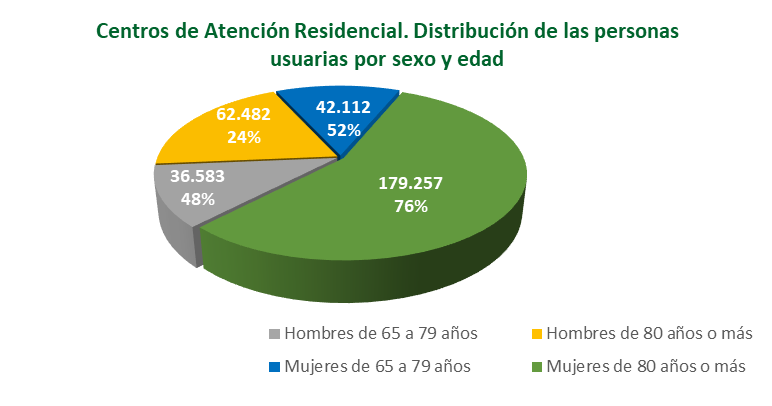 Centros de Atención Residencial. Distribución de las personas
usuarias por sexo y edad
62.482
24%
42.112
52%
36.583
48%
179.257
76%
Hombres de 65 a 79 años
Hombres de 80 años o más
Mujeres de 65 a 79 años
Mujeres de 80 años o más